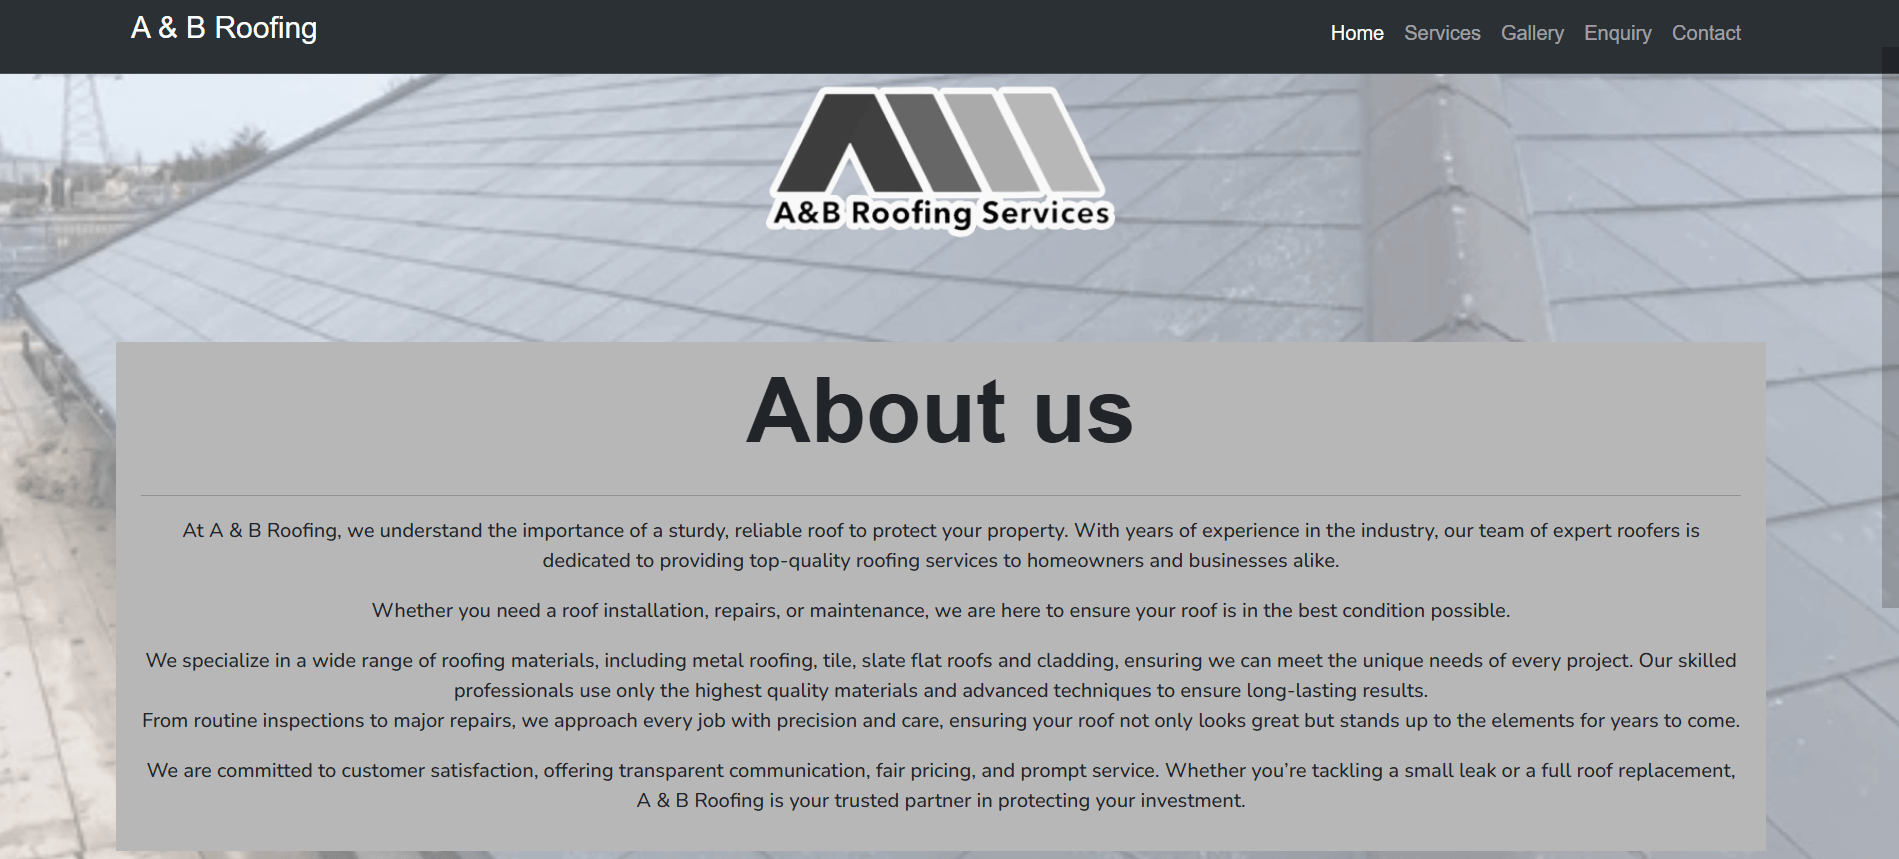 A & B Roofing
Home Services Gallery Enquiry Contact
A&B Roofing Services
About us
At A & B Roofing, we understand the importance of a sturdy, reliable roof to protect your property. With years of experience in the industry, our team of expert roofers is
dedicated to providing top-quality roofing services to homeowners and businesses alike.
Whether you need a roof installation, repairs, or maintenance, we are here to ensure your roof is in the best condition possible.
We specialize in a wide range of roofing materials, including metal roofing, tile, slate flat roofs and cladding, ensuring we can meet the unique needs of every project. Our skilled
professionals use only the highest quality materials and advanced techniques to ensure long-lasting results.
From routine inspections to major repairs, we approach every job with precision and care, ensuring your roof not only looks great but stands up to the elements for years to come.
We are committed to customer satisfaction, offering transparent communication, fair pricing, and prompt service. Whether you’re tackling a small leak or a full roof replacement,
A & B Roofing is your trusted partner in protecting your investment.